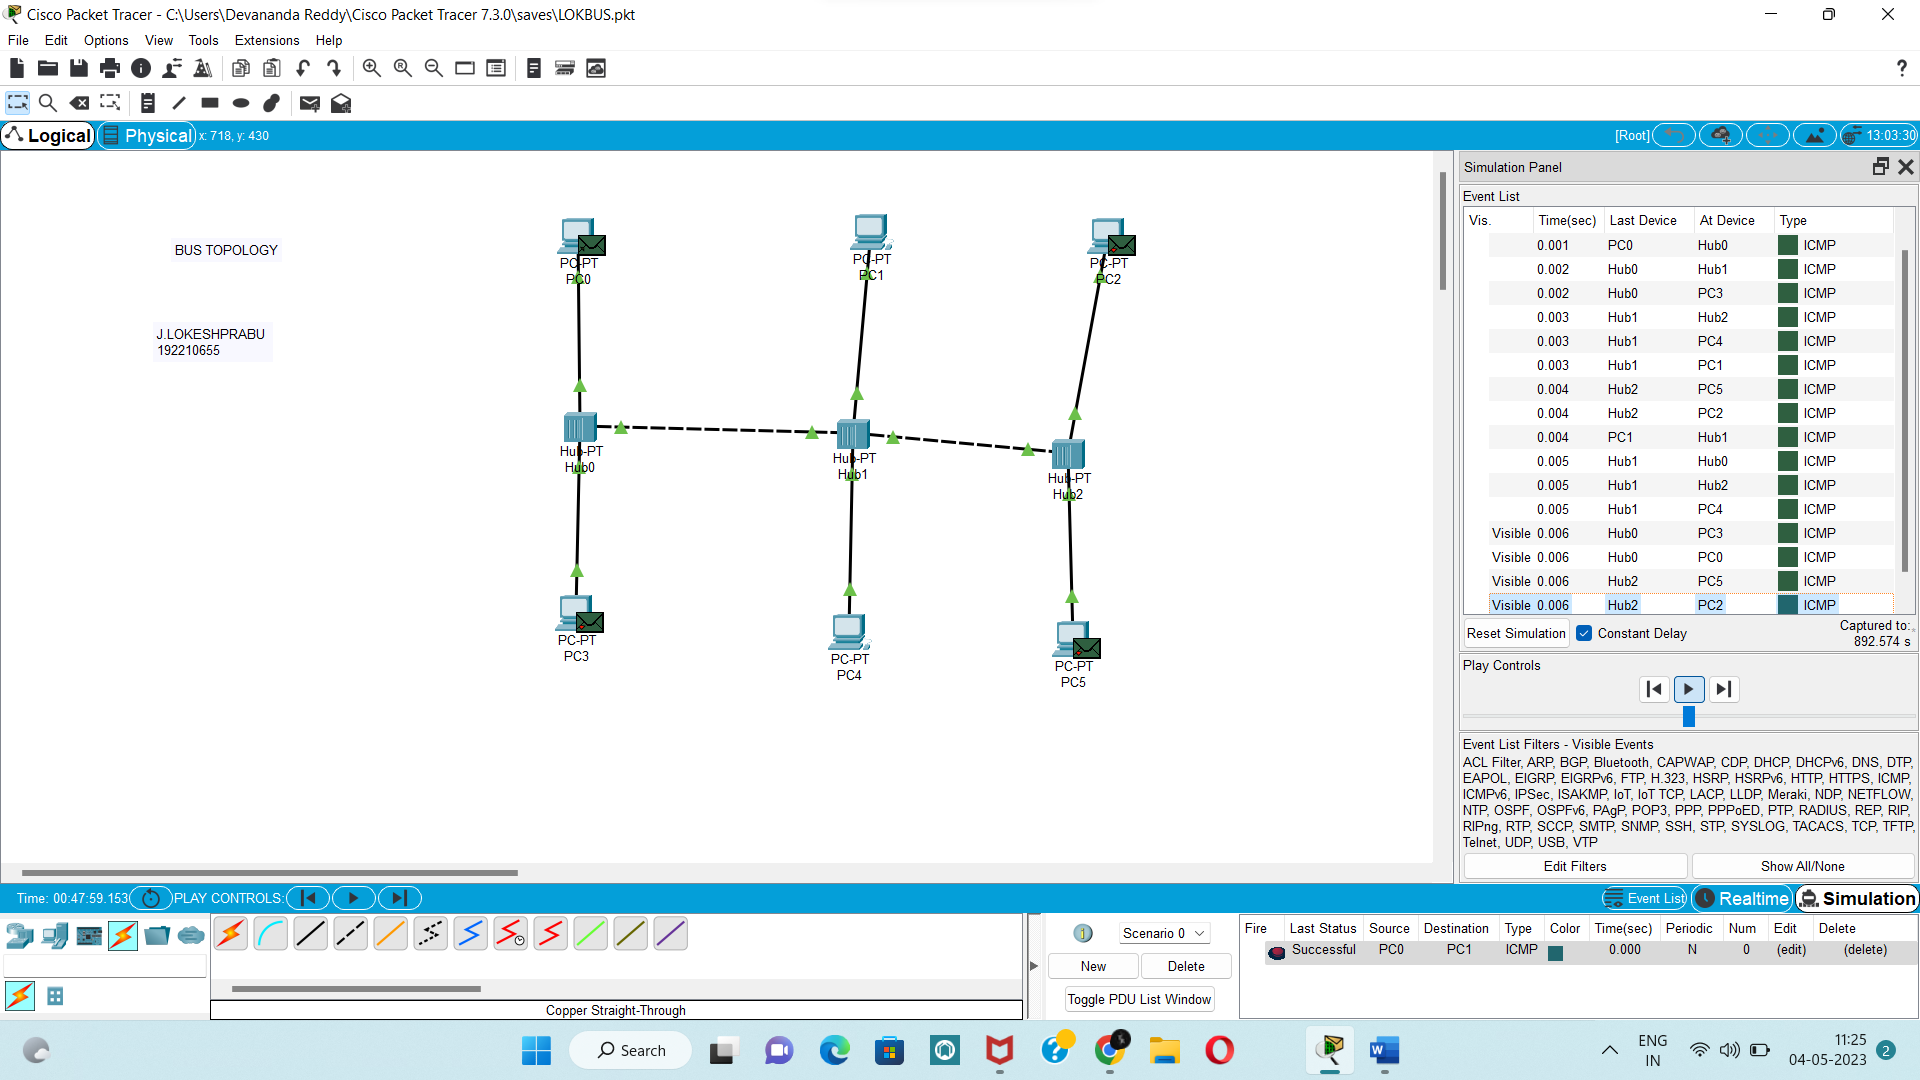 Cisco Packet Tracer - C:\Users\Devananda Reddy\Cisco Packet Tracer 7.3.0\saves\LOKBUS.pkt
File Edit Options View Tools Extensions Help
Logical Physical x: 718, y: 430 [Root] 13:03:30
BUS TOPOLOGY
J.LOKESHPRABU
192210655
PC-PT
PC0
PC-PT
PC1
PC-PT
PC2
Hub-PT
Hub0
Hub-PT
Hub1
Hub-PT
Hub2
PC-PT
PC3
PC-PT
PC4
PC-PT
PC5
Simulation Panel
Event List
Vis. Time(sec) Last Device At Device Type
0.001 PC0 Hub0 ICMP
0.002 Hub0 Hub1 ICMP
0.002 Hub0 PC3 ICMP
0.003 Hub1 Hub2 ICMP
0.003 Hub1 PC4 ICMP
0.003 Hub1 PC1 ICMP
0.004 Hub2 PC5 ICMP
0.004 Hub2 PC2 ICMP
0.004 PC1 Hub1 ICMP
0.005 Hub1 Hub0 ICMP
0.005 Hub1 Hub2 ICMP
0.005 Hub1 PC4 ICMP
Visible 0.006 Hub0 PC3 ICMP
Visible 0.006 Hub0 PC0 ICMP
Visible 0.006 Hub2 PC5 ICMP
Visible 0.006 Hub2 PC2 ICMP
Reset Simulation Constant Delay
Captured to:
892.574 s
Play Controls
Event List Filters - Visible Events
ACL Filter, ARP, BGP, Bluetooth, CAPWAP, CDP, DHCP, DHCPv6, DNS, DTP,
EAPOL, EIGRP, EIGRPv6, FTP, H.323, HSRP, HSRPv6, HTTP, HTTPS, ICMP,
ICMPv6, IPSec, ISAKMP, IoT, IoT TCP, LACP, LLDP, Meraki, NDP, NETFLOW,
NTP, OSPF, OSPFv6, PAgP, POP3, PPP, PPPoED, PTP, RADIUS, REP, RIP,
RIPng, RTP, SCCP, SMTP, SNMP, SSH, STP, SYSLOG, TACACS, TCP, TFTP,
Telnet, UDP, USB, VTP
Edit Filters Show All/None
Time: 00:47:59.153 PLAY CONTROLS: Event List Realtime Simulation
Copper Straight-Through
1 Scenario 0
New Delete
Toggle PDU List Window
Fire Last Status Source Destination Type Color Time(sec) Periodic Num Edit Delete
Successful PC0 PC1 ICMP 0.000 N 0 (edit) (delete)
Search
ENG
IN
11:25
04-05-2023
2